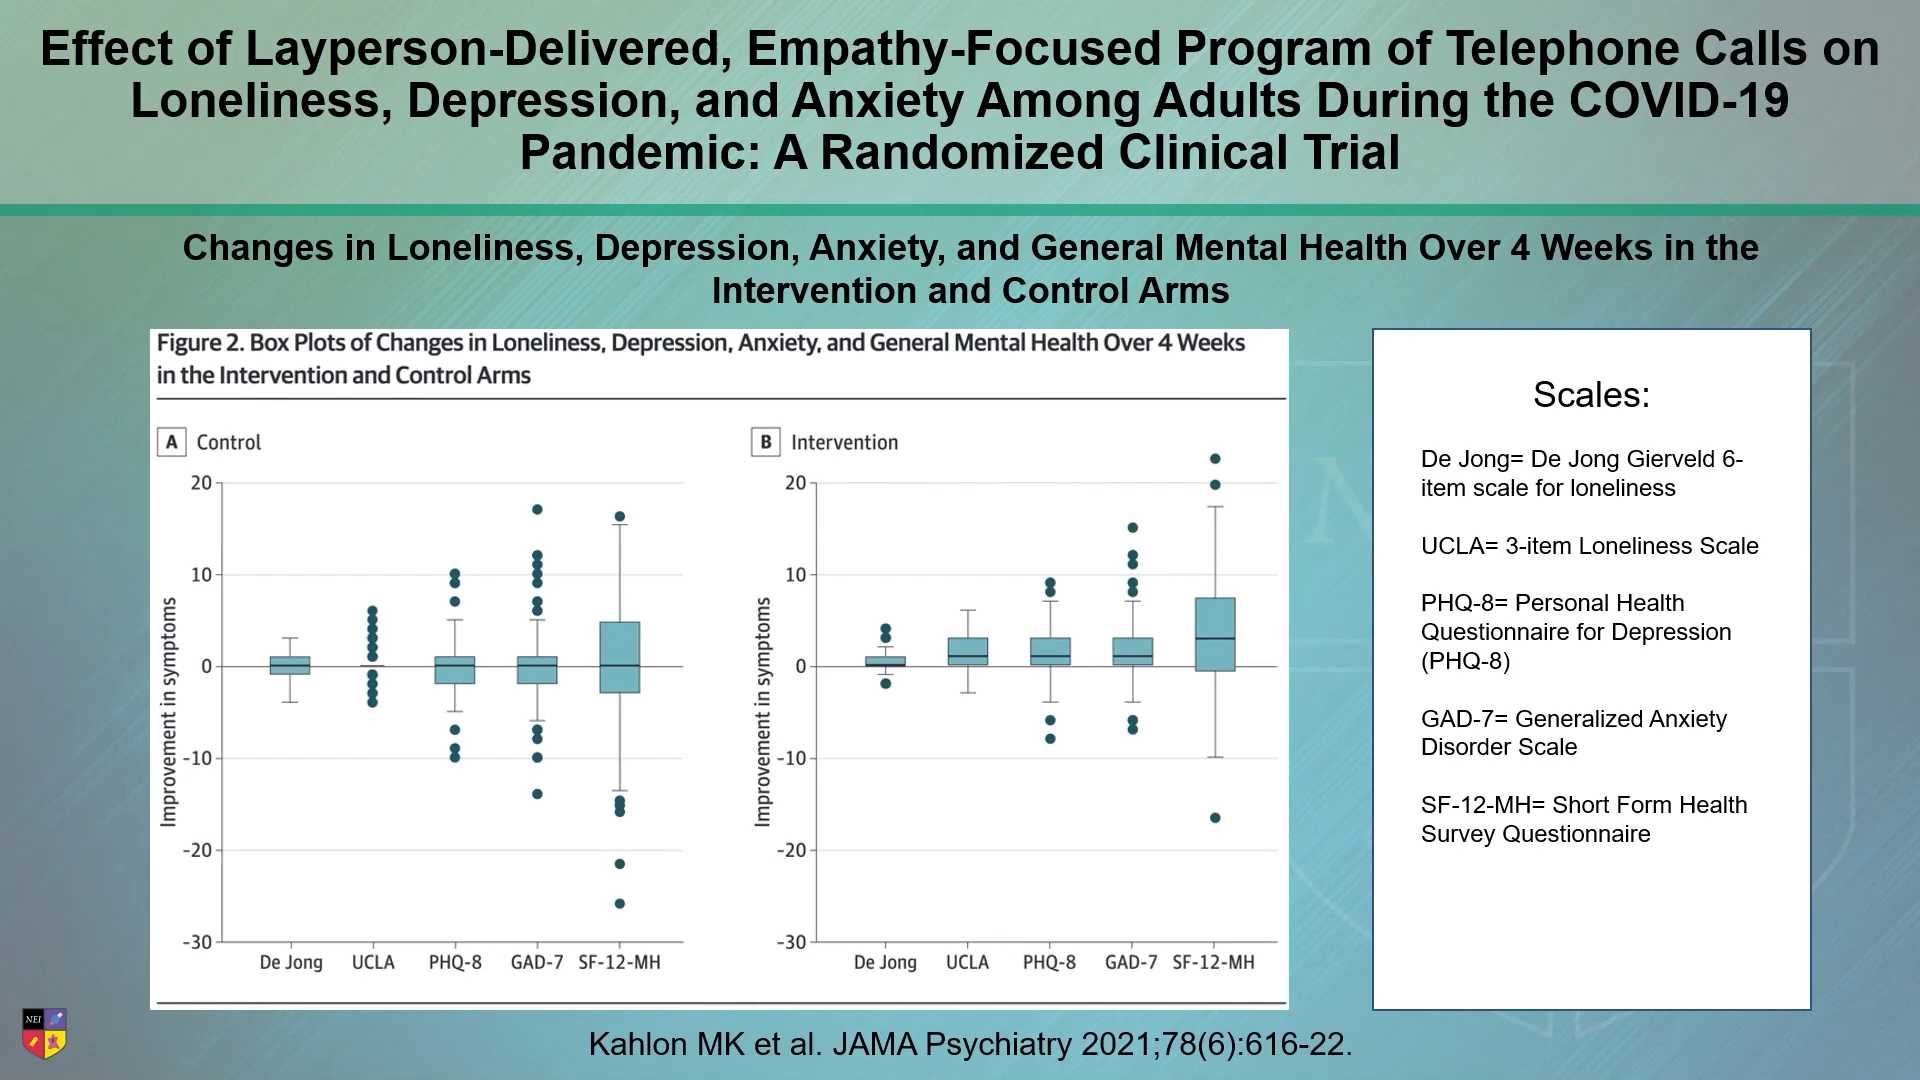 Effect of Layperson-Delivered, Empathy-Focused Program of Telephone Calls on
Loneliness, Depression, and Anxiety Among Adults During the COVID-19
Pandemic: A Randomized Clinical Trial
Changes in Loneliness, Depression, Anxiety, and General Mental Health Over 4 Weeks in the
Intervention and Control Arms
Figure 2. Box Plots of Changes in Loneliness, Depression, Anxiety, and General Mental Health Over 4 Weeks
in the Intervention and Control Arms
A Control
Improvement in symptoms
20
10
0
-10
-20
-30
De Jong UCLA PHQ-8 GAD-7 SF-12-MH
B Intervention
Improvement in symptoms
20
10
0
-10
-20
-30
De Jong UCLA PHQ-8 GAD-7 SF-12-MH
Scales:
De Jong= De Jong Gierveld 6-
item scale for loneliness
UCLA= 3-item Loneliness Scale
PHQ-8= Personal Health
Questionnaire for Depression
(PHQ-8)
GAD-7= Generalized Anxiety
Disorder Scale
SF-12-MH= Short Form Health
Survey Questionnaire
NEI
Kahlon MK et al. JAMA Psychiatry 2021;78(6):616-22.